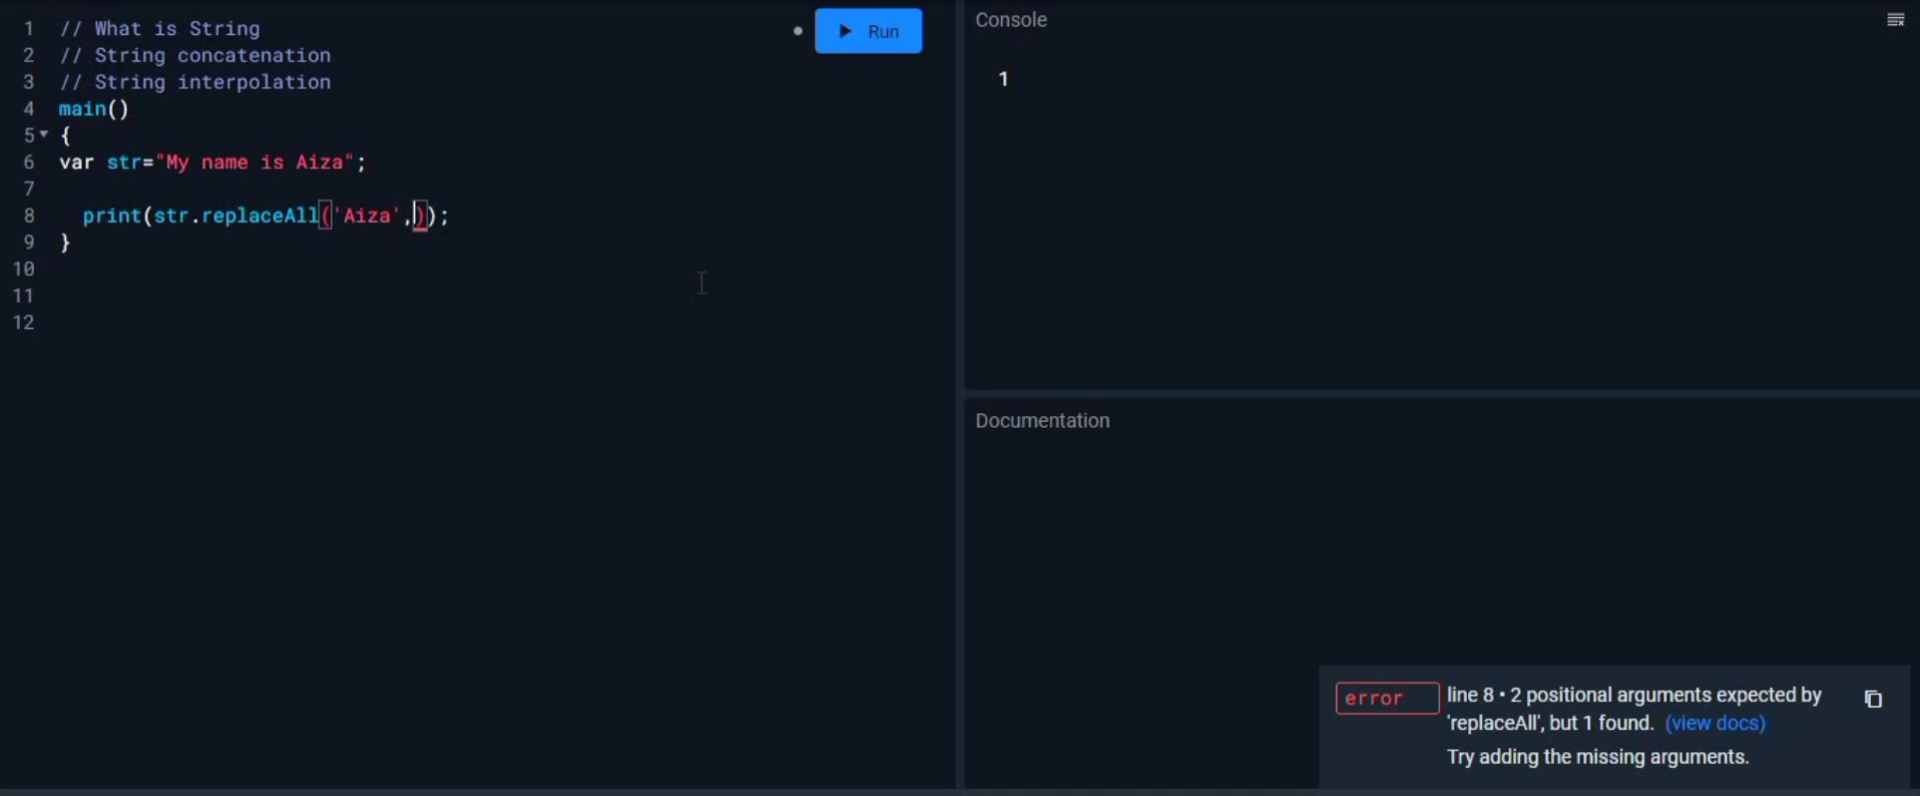 1 // What is String
2 // String concatenation
3 // String interpolation
4 main()
5 {
6 var str="My name is Aiza";
7
8 print(str.replaceAll('Aiza',));
9 }
10
11
12
Run
Console
1
Documentation
error
line 8 • 2 positional arguments expected by
'replaceAll', but 1 found. (view docs)
Try adding the missing arguments.